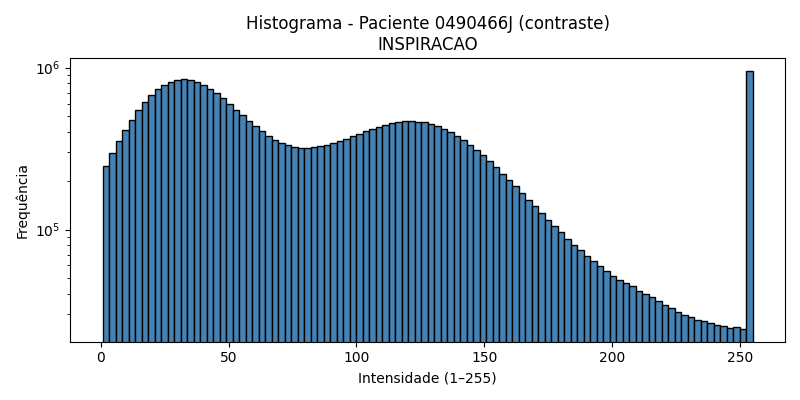 Histograma - Paciente 0490466J (contraste)
INSPIRACAO
10⁶
10⁵
Frequência
0 50 100 150 200 250
Intensidade (1–255)